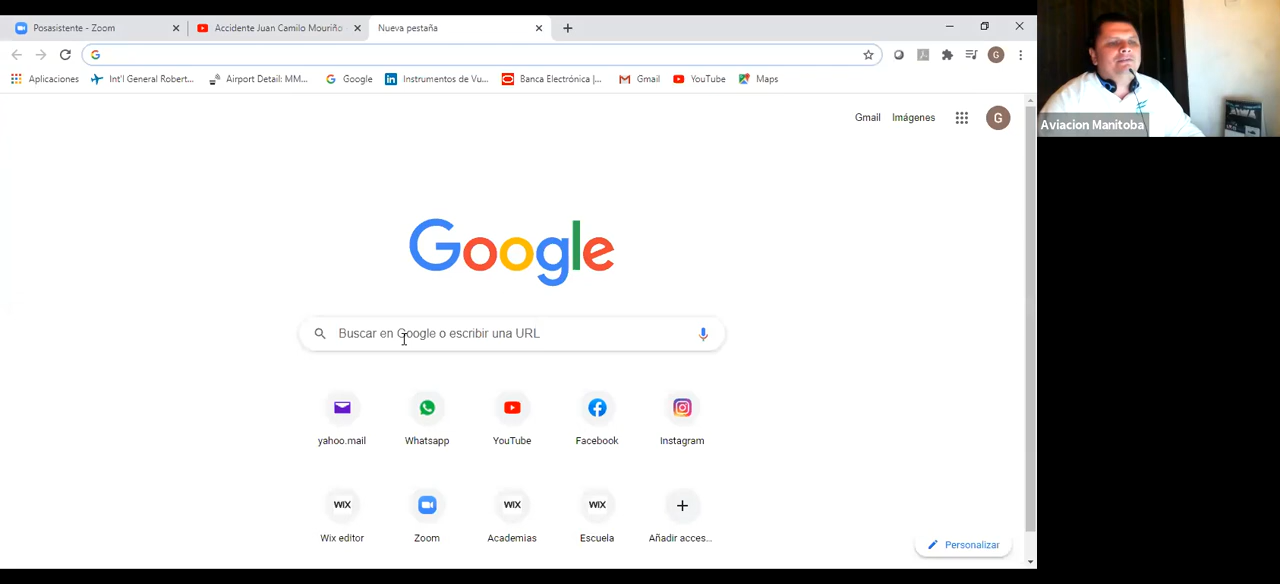 Posasistente - Zoom
Accidente Juan Camilo Mouriño
Nueva pestaña
G
Aplicaciones
Int'l General Robert...
Airport Detail: MM...
Google
Instrumentos de Vu...
Banca Electrónica |...
Gmail
YouTube
Maps
Gmail
Imágenes
G
Google
Buscar en Google o escribir una URL
yahoo.mail
Whatsapp
YouTube
Facebook
Instagram
WIX
WIX
WIX
Wix editor
Zoom
Academias
Escuela
Añadir acces...
Personalizar
Aviacion Manitoba